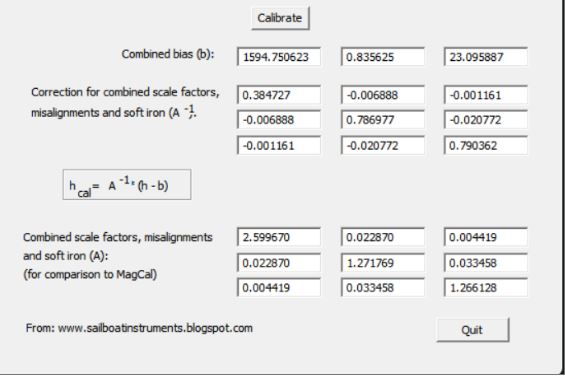 Calibrate
Combined bias (b): 1594.750623 0.835625 23.095887
Correction for combined scale factors, 0.384727 -0.006888 -0.001161
misalignments and soft iron (A -1): -0.006888 0.786977 -0.020772
-0.001161 -0.020772 0.790362
h cal = A -1 * (h - b)
Combined scale factors, misalignments 2.599670 0.022870 0.004419
and soft iron (A): 0.022870 1.271769 0.033458
(for comparison to MagCal) 0.004419 0.033458 1.266128
From: www.sailboatinstruments.blogspot.com Quit